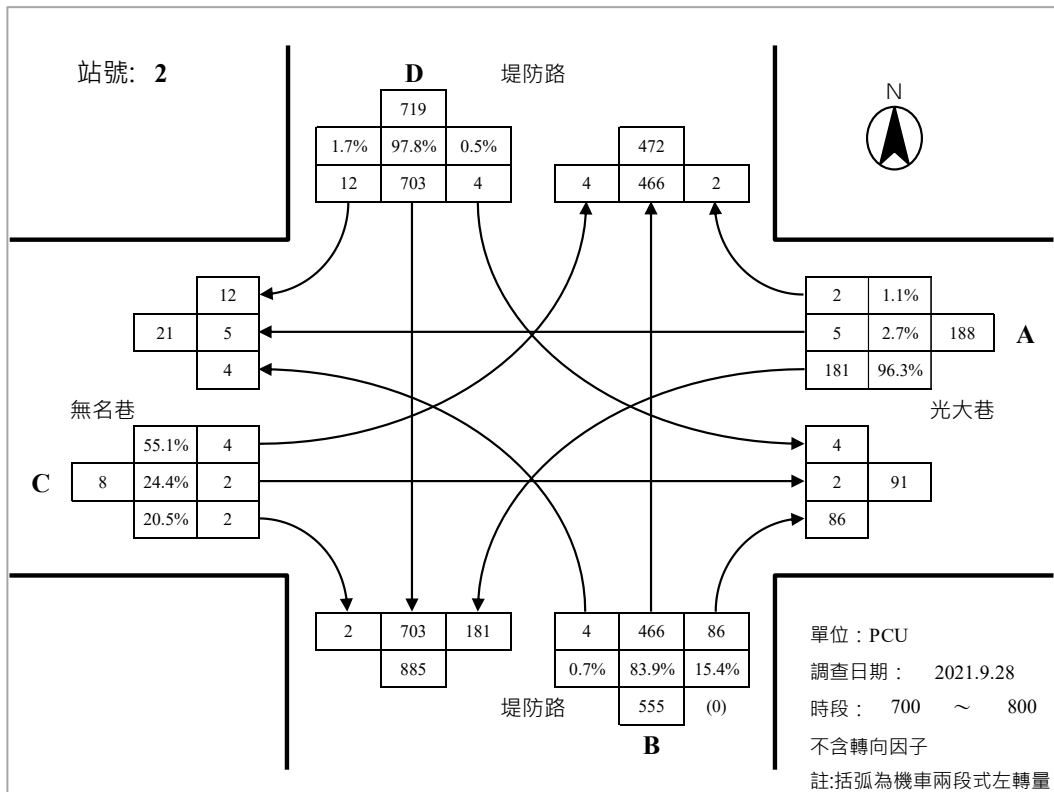 站號: 2
D 堤防路
N
719
1.7% 97.8% 0.5%
12 703 4
472
4 466 2
12
21 5
4
2 1.1%
5 2.7% 188 A
181 96.3%
無名巷
光大巷
55.1% 4
C 8 24.4% 2
20.5% 2
4
2 91
86
2 703 181
885
4 466 86
0.7% 83.9% 15.4%
555 (0)
堤防路
B
單位：PCU
調查日期： 2021.9.28
時段： 700 ～ 800
不含轉向因子
註:括弧為機車兩段式左轉量